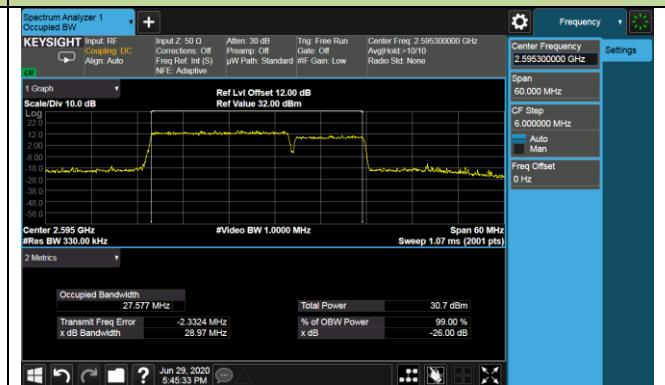 Spectrum Analyzer 1
Occupied BW
Frequency
KEYSIGHT
Input: RF
Coupling: DC
Align: Auto
Input Z: 50 Ω
Corrections: Off
Freq Ref: Int (S)
NFE: Adaptive
Atten: 30 dB
Preamp: Off
µW Path: Standard
Trig: Free Run
Gate: Off
#IF Gain: Low
Center Freq: 2.595300000 GHz
Avg|Hold:>10/10
Radio Std: None
Center Frequency
2.595300000 GHz
Settings
Span
60.000 MHz
CF Step
6.000000 MHz
Auto
Man
Freq Offset
0 Hz
1 Graph
Scale/Div 10.0 dB
Ref Lvl Offset 12.00 dB
Ref Value 32.00 dBm
Log
22.0
12.0
2.00
-8.00
-18.0
-28.0
-38.0
-48.0
-58.0
Center 2.595 GHz
#Video BW 1.0000 MHz
Span 60 MHz
#Res BW 330.00 kHz
Sweep 1.07 ms (2001 pts)
2 Metrics
Occupied Bandwidth
27.577 MHz
Total Power
30.7 dBm
Transmit Freq Error
-2.3324 MHz
% of OBW Power
99.00 %
x dB Bandwidth
28.97 MHz
x dB
-26.00 dB
Jun 29, 2020
5:45:33 PM